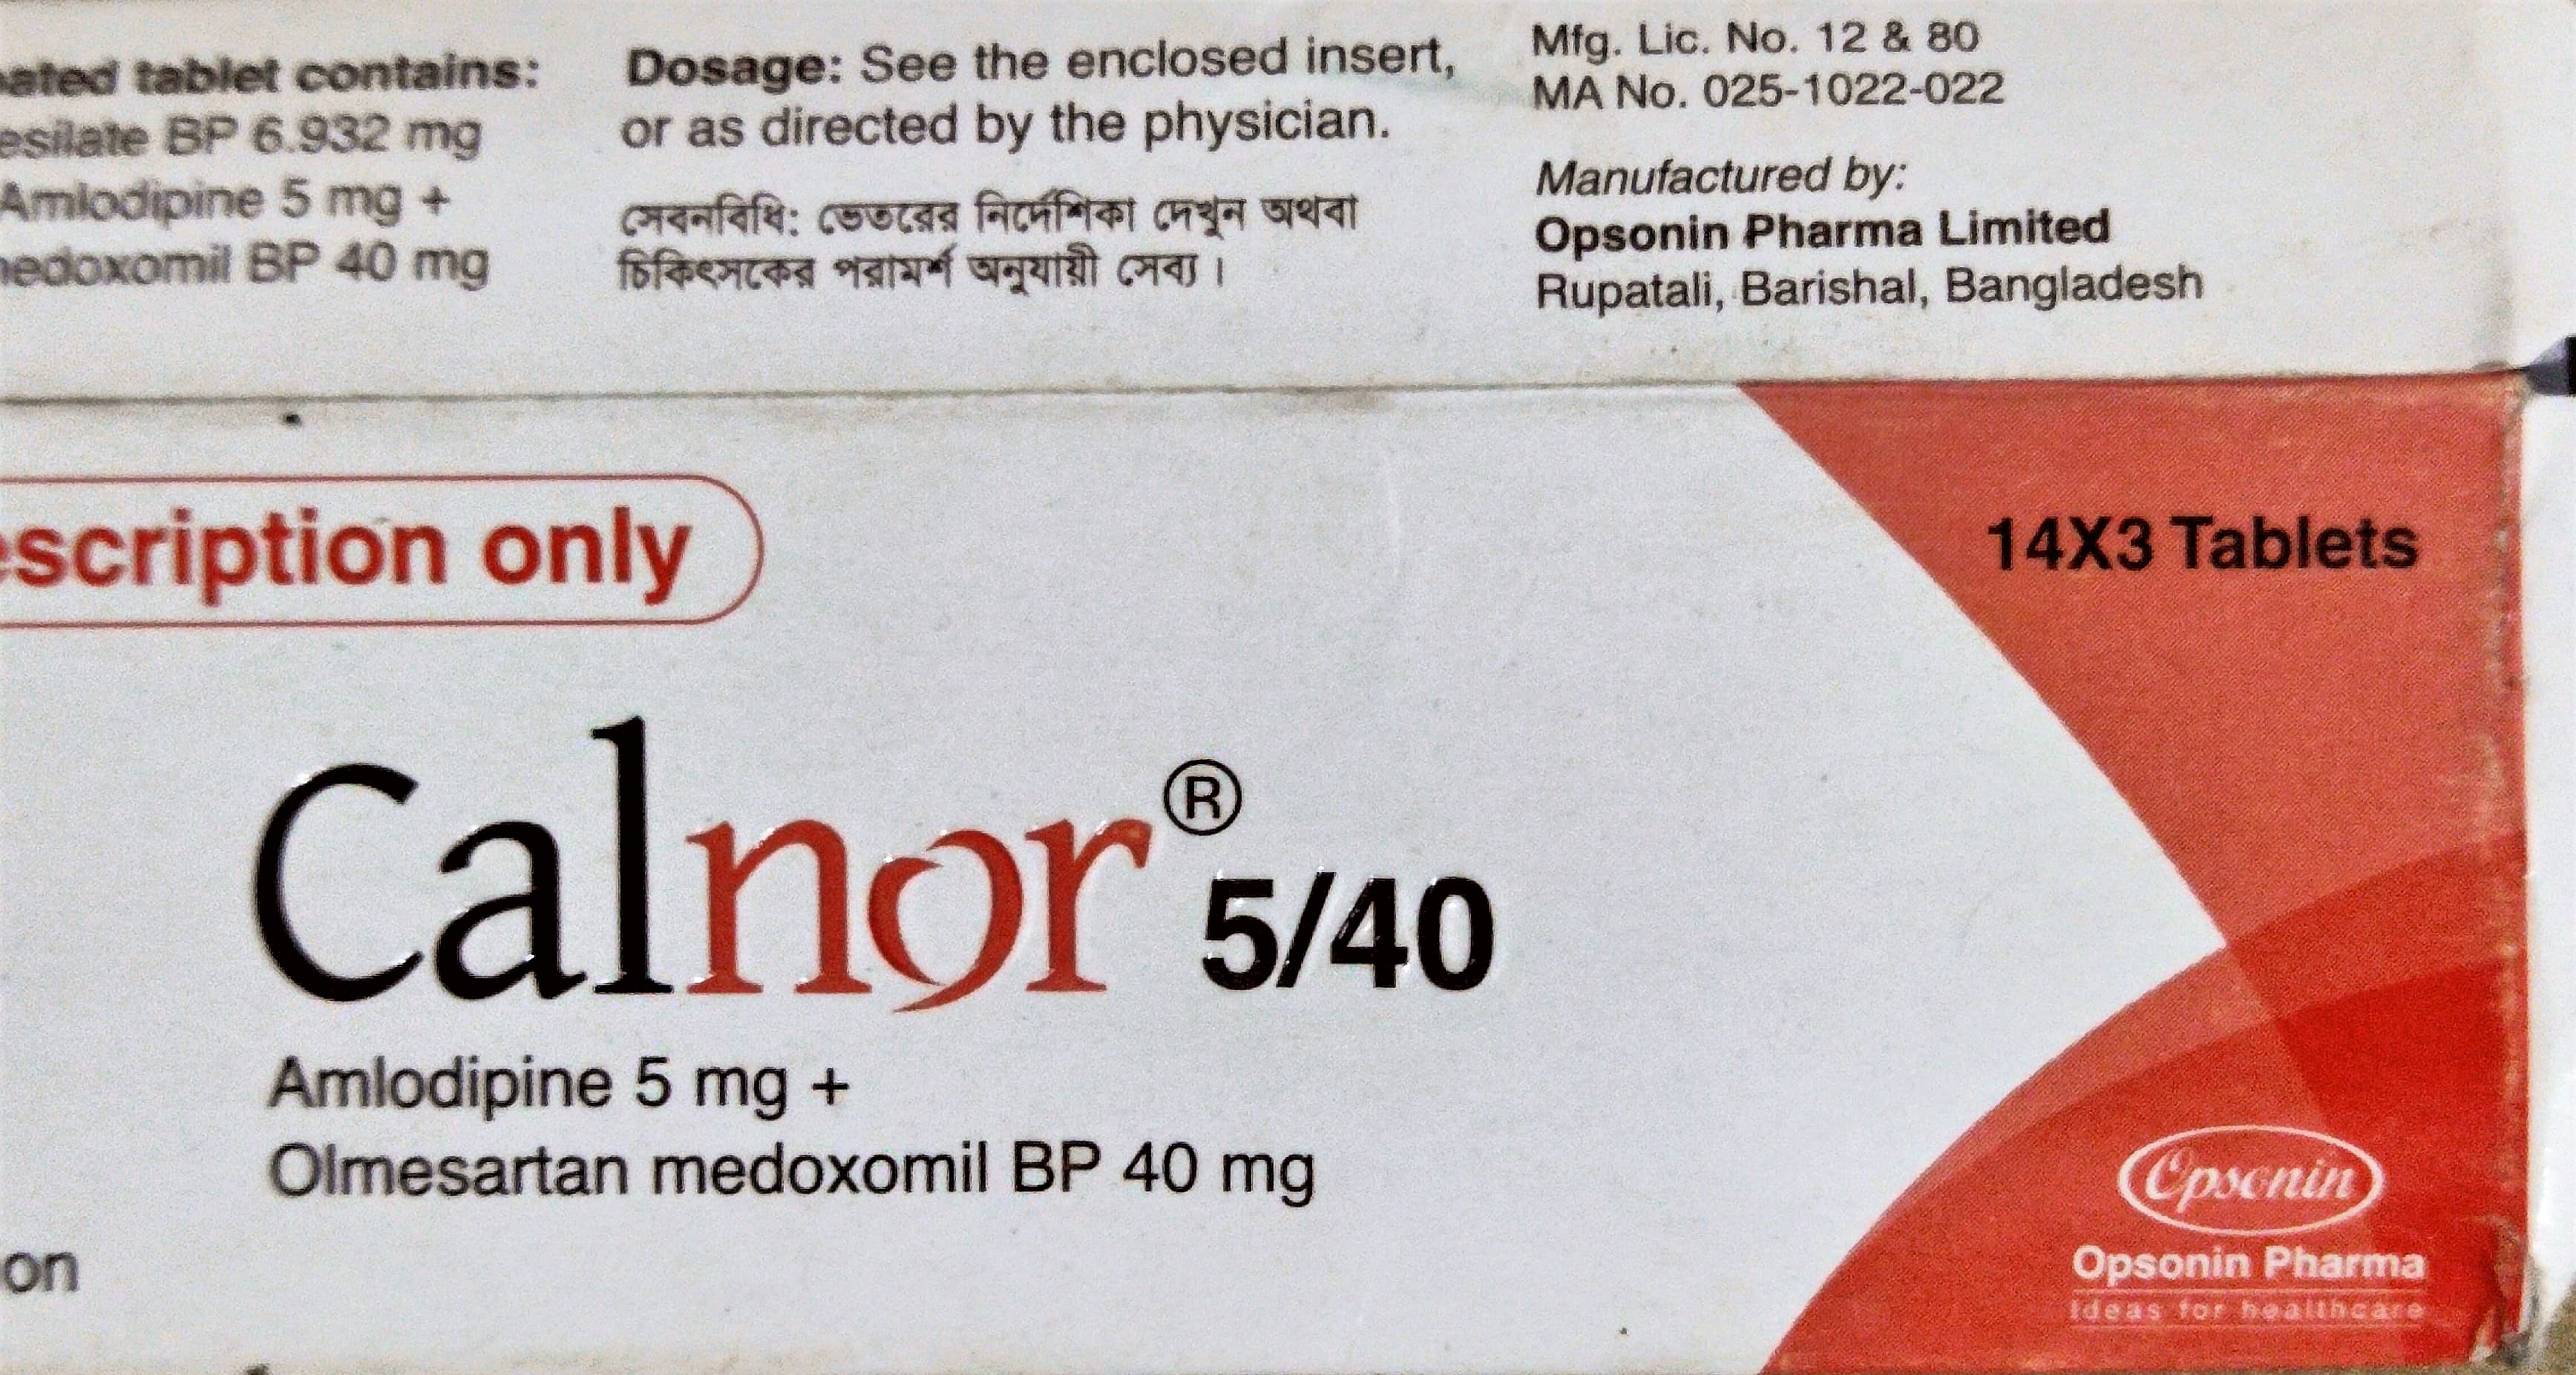 ated tablet contains:
esilate BP 6.932 mg
Amlodipine 5 mg +
edoxomil BP 40 mg
Dosage: See the enclosed insert,
or as directed by the physician.
সেবনবিধি: ভেতরের নির্দেশিকা দেখুন অথবা
চিকিৎসকের পরামর্শ অনুযায়ী সেব্য।
Mfg. Lic. No. 12 & 80
MA No. 025-1022-022
Manufactured by:
Opsonin Pharma Limited
Rupatali, Barishal, Bangladesh
escription only
14X3 Tablets
Calnor® 5/40
Amlodipine 5 mg +
Olmesartan medoxomil BP 40 mg
on
Opsonin
Opsonin Pharma
Ideas for healthcare